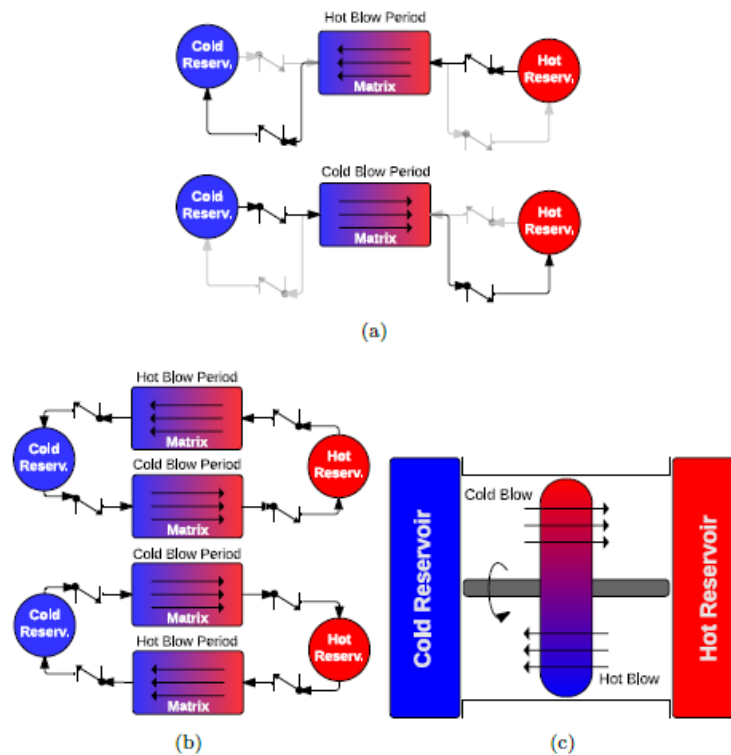 Hot Blow Period
Cold
Reserv.
Matrix
Hot
Reserv.
Cold Blow Period
Cold
Reserv.
Matrix
Hot
Reserv.
(a)
Hot Blow Period
Matrix
Cold
Reserv.
Hot
Reserv.
Cold Blow Period
Matrix
Cold Blow Period
Matrix
Cold
Reserv.
Hot
Reserv.
Hot Blow Period
Matrix
(b)
Cold Reservoir
Cold Blow
Hot Blow
Hot Reservoir
(c)